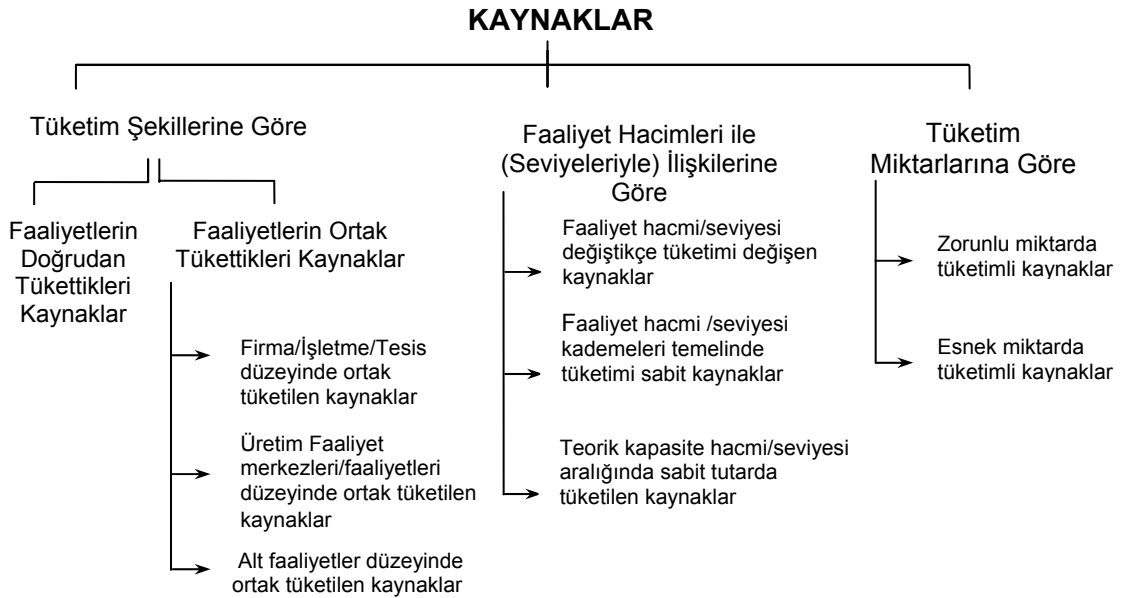 KAYNAKLAR
Tüketim Şekillerine Göre
Faaliyetlerin
Doğrudan
Tükettikleri
Kaynaklar
Faaliyetlerin Ortak
Tükettikleri Kaynaklar
Firma/İşletme/Tesis
düzeyinde ortak
tüketilen kaynaklar
Üretim Faaliyet
merkezleri/faaliyetleri
düzeyinde ortak tüketilen
kaynaklar
Alt faaliyetler düzeyinde
ortak tüketilen kaynaklar
Faaliyet Hacimleri ile
(Seviyeleriyle) İlişkilerine
Göre
Faaliyet hacmi/seviyesi
değiştikçe tüketimi değişen
kaynaklar
Faaliyet hacmi /seviyesi
kademeleri temelinde
tüketimi sabit kaynaklar
Teorik kapasite hacmi/seviyesi
aralığında sabit tutarda
tüketilen kaynaklar
Tüketim
Miktarlarına Göre
Zorunlu miktarda
tüketimli kaynaklar
Esnek miktarda
tüketimli kaynaklar